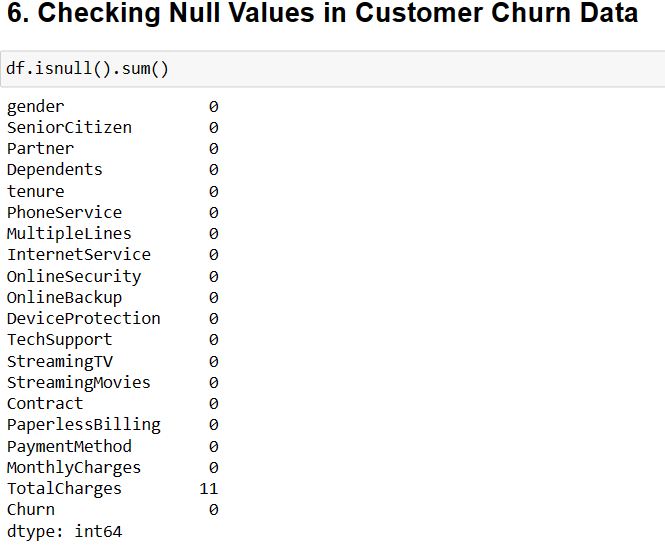 6. Checking Null Values in Customer Churn Data
df.isnull().sum()
gender 0
SeniorCitizen 0
Partner 0
Dependents 0
tenure 0
PhoneService 0
MultipleLines 0
InternetService 0
OnlineSecurity 0
OnlineBackup 0
DeviceProtection 0
TechSupport 0
StreamingTV 0
StreamingMovies 0
Contract 0
PaperlessBilling 0
PaymentMethod 0
MonthlyCharges 0
TotalCharges 11
Churn 0
dtype: int64